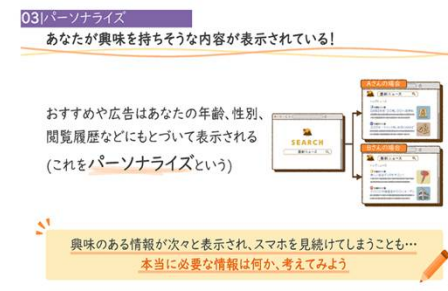 03|パーソナライズ
あなたが興味を持ちそうな内容が表示されている!
おすすめや広告はあなたの年齢、性別、
閲覧履歴などにもとづいて表示される
(これをパーソナライズという)
SEARCH
Aさんの場合
最新ニュース
Bさんの場合
最新ニュース
興味のある情報が次々と表示され、スマホを見続けてしまうことも…
本当に必要な情報は何か、考えてみよう